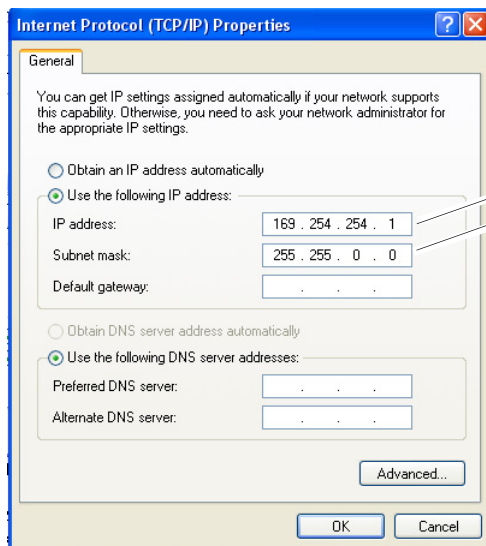 Internet Protocol (TCP/IP) Properties
General
You can get IP settings assigned automatically if your network supports
this capability. Otherwise, you need to ask your network administrator for
the appropriate IP settings.
Obtain an IP address automatically
Use the following IP address:
IP address: 169 . 254 . 254 . 1
Subnet mask: 255 . 255 . 0 . 0
Default gateway: . . .
Obtain DNS server address automatically
Use the following DNS server addresses:
Preferred DNS server: . . .
Alternate DNS server: . . .
Advanced...
OK Cancel